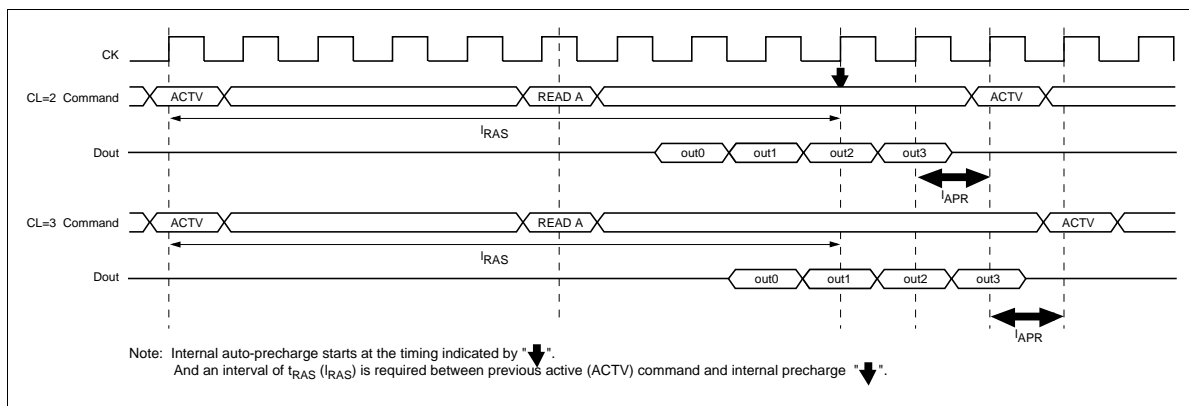 CK
CL=2 Command ACTV READ A ACTV
lRAS
Dout out0 out1 out2 out3
lAPR
CL=3 Command ACTV READ A ACTV
lRAS
Dout out0 out1 out2 out3
lAPR
Note: Internal auto-precharge starts at the timing indicated by " ".
And an interval of tRAS (lRAS) is required between previous active (ACTV) command and internal precharge " ".